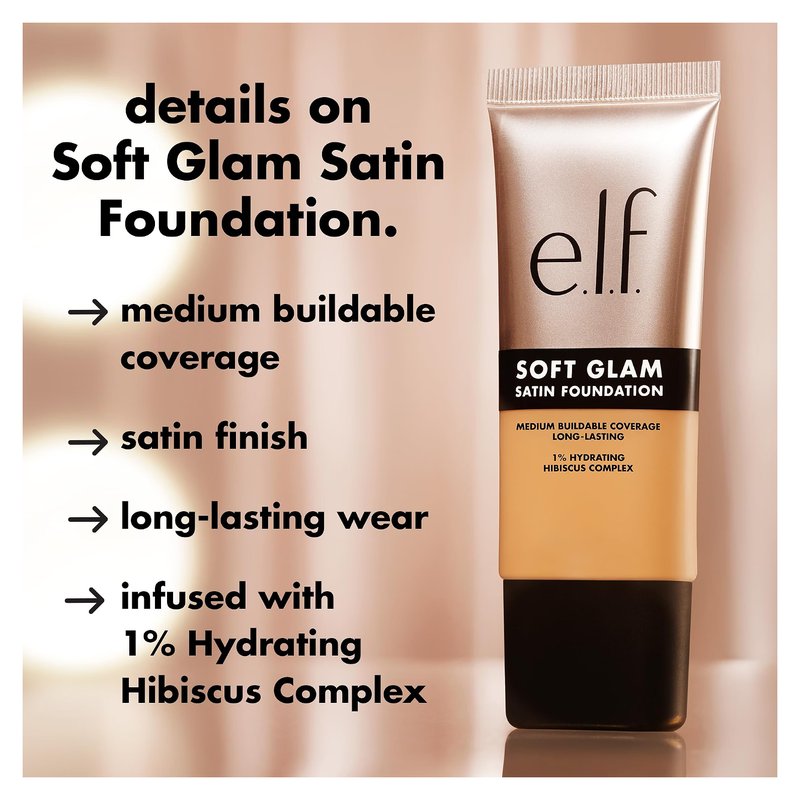 details on
Soft Glam Satin
Foundation.
→ medium buildable
coverage
→ satin finish
→ long-lasting wear
→ infused with
1% Hydrating
Hibiscus Complex
e.l.f.
SOFT GLAM
SATIN FOUNDATION
MEDIUM BUILDABLE COVERAGE
LONG-LASTING
1% HYDRATING
HIBISCUS COMPLEX